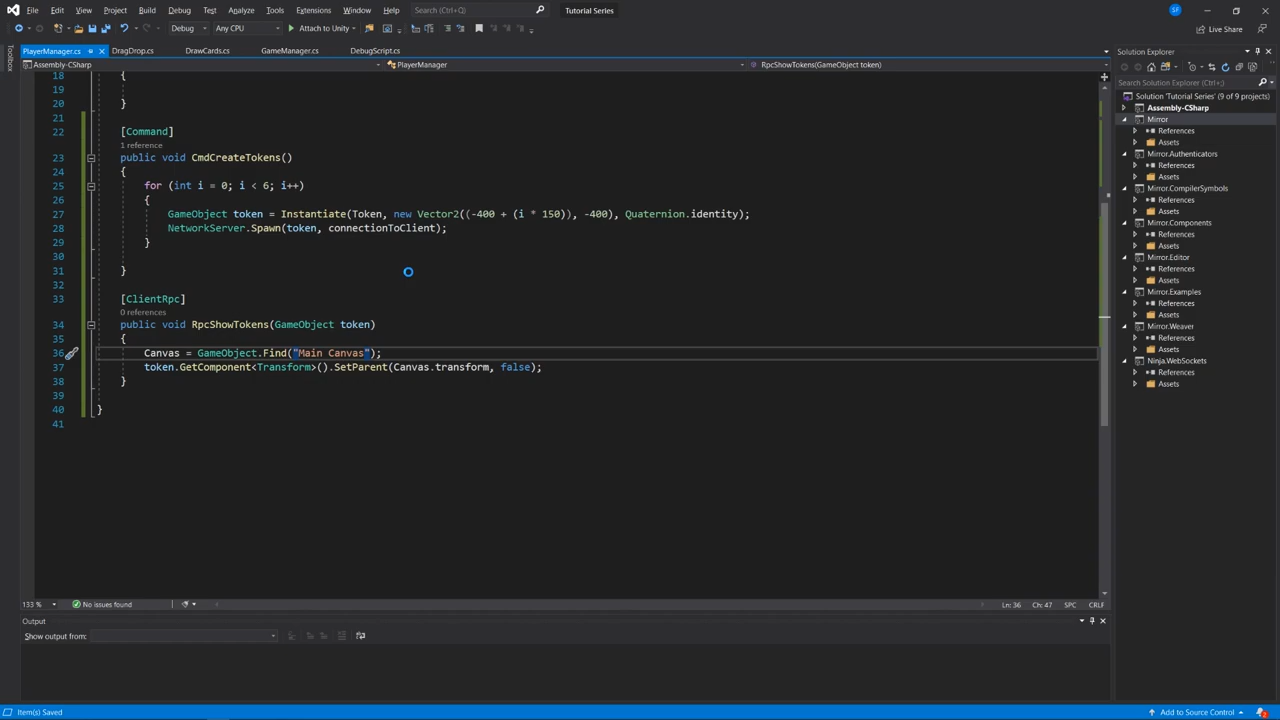 File Edit View Project Build Debug Test Analyze Tools Extensions Window Help Search (Ctrl+Q) Tutorial Series SF
Debug Any CPU Attach to Unity Live Share
Toolbox
PlayerManager.cs DragDrop.cs DrawCards.cs GameManager.cs DebugScript.cs
Assembly-CSharp PlayerManager RpcShowTokens(GameObject token)
18 {
19
20 }
21
22 [Command]
1 reference
23 public void CmdCreateTokens()
24 {
25 for (int i = 0; i < 6; i++)
26 {
27 GameObject token = Instantiate(Token, new Vector2((-400 + (i * 150)), -400), Quaternion.identity);
28 NetworkServer.Spawn(token, connectionToClient);
29 }
30
31 }
32
33 [ClientRpc]
0 references
34 public void RpcShowTokens(GameObject token)
35 {
36 Canvas = GameObject.Find("Main Canvas");
37 token.GetComponent<Transform>().SetParent(Canvas.transform, false);
38 }
39
40 }
41
133 % No issues found Ln: 36 Ch: 47 SPC CRLF
Output
Show output from:
Solution Explorer
Search Solution Explorer (Ctrl+;)
Solution 'Tutorial Series' (9 of 9 projects)
Assembly-CSharp
Mirror
References
Assets
Mirror.Authenticators
References
Assets
Mirror.CompilerSymbols
References
Assets
Mirror.Components
References
Assets
Mirror.Editor
References
Assets
Mirror.Examples
References
Assets
Mirror.Weaver
References
Assets
Ninja.WebSockets
References
Assets
Item(s) Saved Add to Source Control 2